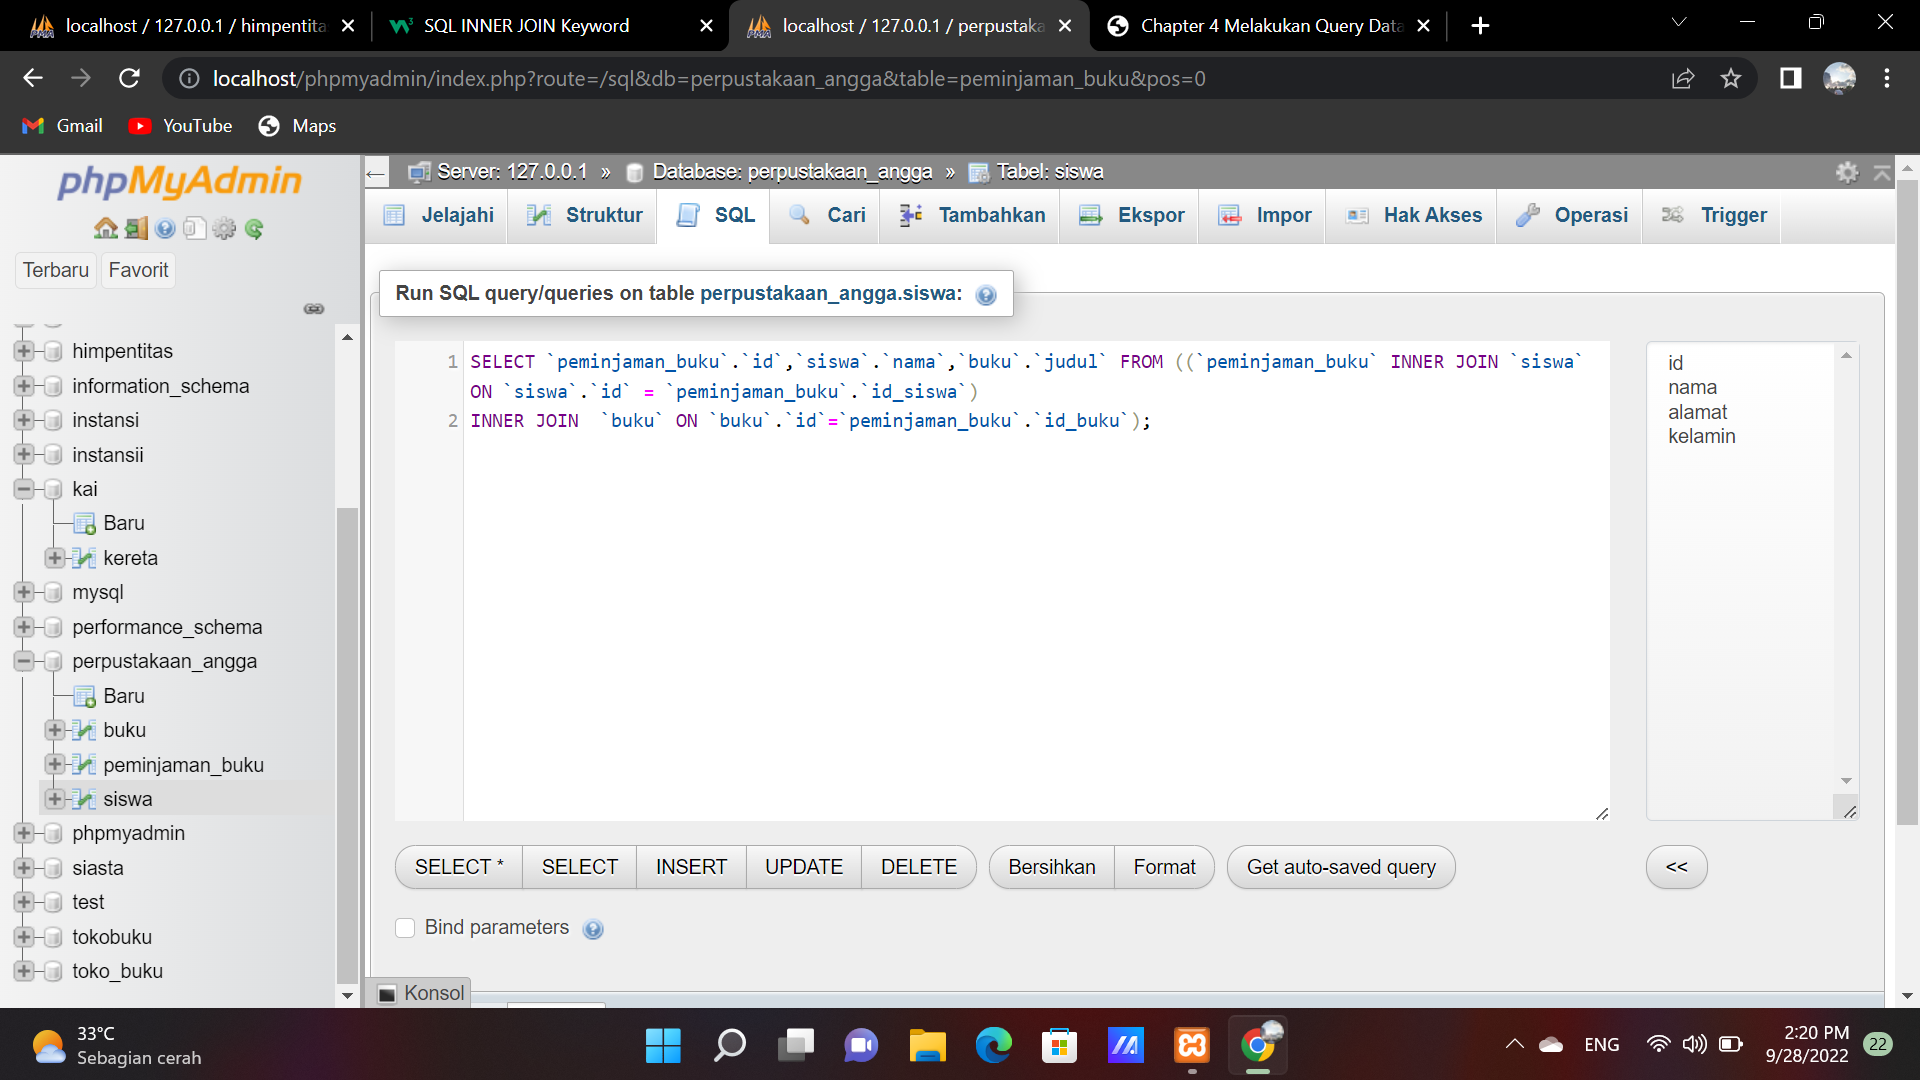 localhost / 127.0.0.1 / himpentitas
SQL INNER JOIN Keyword
localhost / 127.0.0.1 / perpustaka
Chapter 4 Melakukan Query Data
localhost/phpmyadmin/index.php?route=/sql&db=perpustakaan_angga&table=peminjaman_buku&pos=0
Gmail
YouTube
Maps
phpMyAdmin
Terbaru
Favorit
himpentitas
information_schema
instansi
instansii
kai
Baru
kereta
mysql
performance_schema
perpustakaan_angga
Baru
buku
peminjaman_buku
siswa
phpmyadmin
siasta
test
tokobuku
toko_buku
Server: 127.0.0.1 » Database: perpustakaan_angga » Tabel: siswa
Jelajahi
Struktur
SQL
Cari
Tambahkan
Ekspor
Impor
Hak Akses
Operasi
Trigger
Run SQL query/queries on table perpustakaan_angga.siswa:
1 SELECT `peminjaman_buku`.`id`,`siswa`.`nama`,`buku`.`judul` FROM ((`peminjaman_buku` INNER JOIN `siswa`
ON `siswa`.`id` = `peminjaman_buku`.`id_siswa`)
2 INNER JOIN  `buku` ON `buku`.`id`=`peminjaman_buku`.`id_buku`);
id
nama
alamat
kelamin
SELECT *
SELECT
INSERT
UPDATE
DELETE
Bersihkan
Format
Get auto-saved query
<<
Bind parameters
Konsol
33°C
Sebagian cerah
ENG
2:20 PM
9/28/2022
22